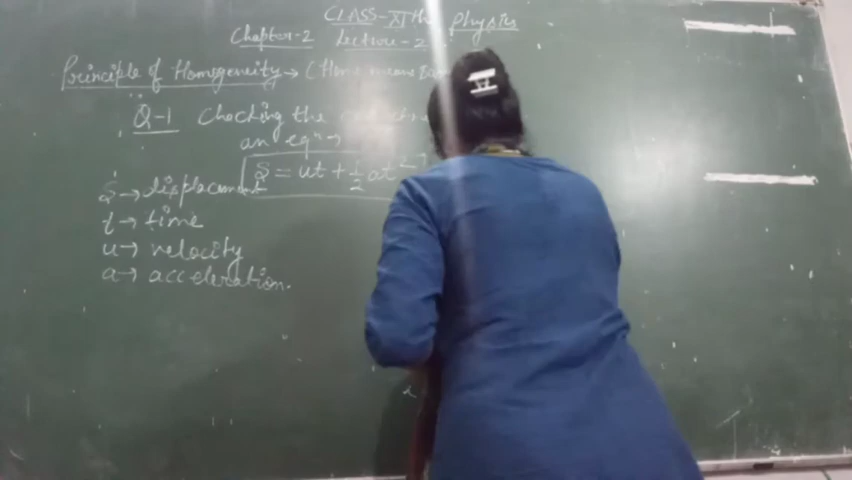 CLASS-XIth Physics
Chapter-2 Lecture-2
Principle of Homogeneity → (Homo means
Q-1 Checking the
an eqⁿ →
S = ut + 1/2 at²
S → displacement
t → time
u → velocity
a → acceleration.